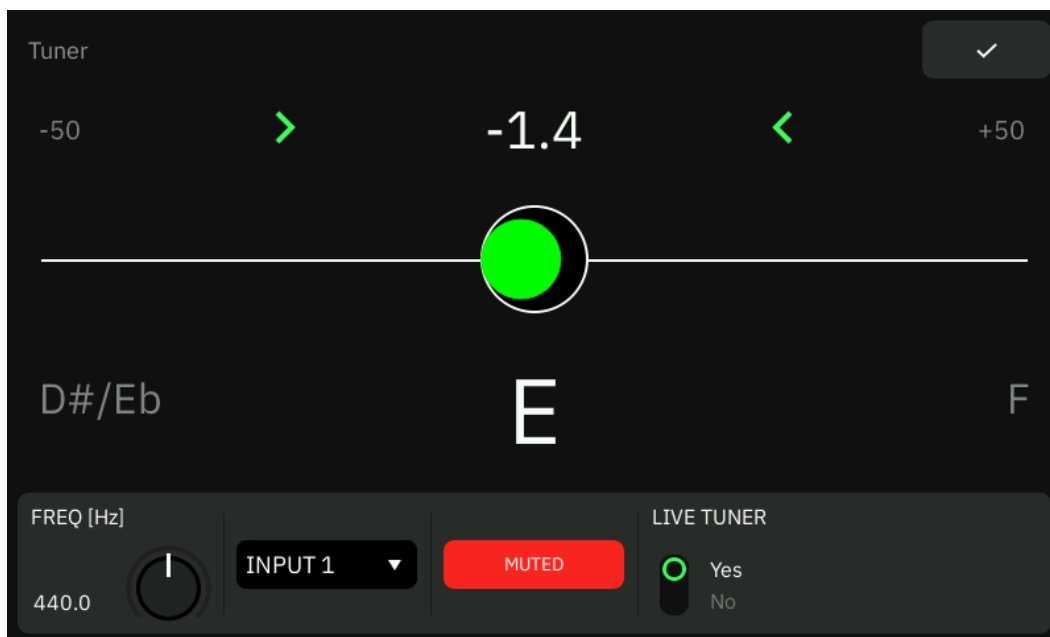 Tuner
-50 -1.4 +50
D#/Eb E F
FREQ [Hz]
440.0
INPUT 1
MUTED
LIVE TUNER
Yes
No